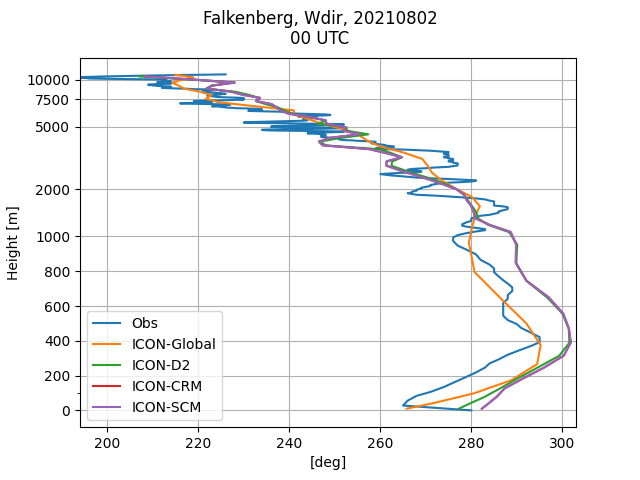 Falkenberg, Wdir, 20210802
00 UTC
Height [m]
10000
7500
5000
2000
1000
800
600
400
200
0
Obs
ICON-Global
ICON-D2
ICON-CRM
ICON-SCM
200
220
240
260
280
300
[deg]